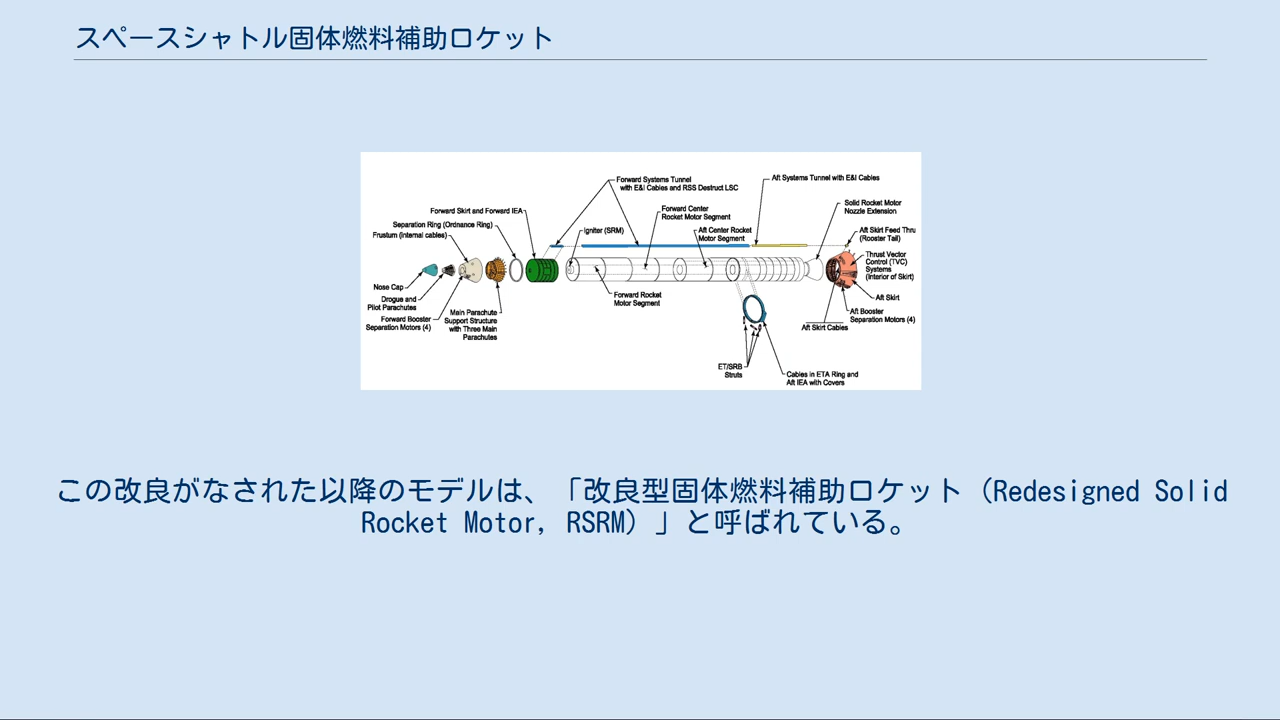 スペースシャトル固体燃料補助ロケット
Forward Systems Tunnel
with E&I Cables and RSS Destruct LSC
Aft Systems Tunnel with E&I Cables
Forward Skirt and Forward IEA
Separation Ring (Ordnance Ring)
Frustum (Internal cables)
Igniter (SRM)
Forward Center
Rocket Motor Segment
Aft Center Rocket
Motor Segment
Solid Rocket Motor
Nozzle Extension
Aft Skirt Feed Thru
(Rooster Tail)
Thrust Vector
Control (TVC)
Systems
(Interior of Skirt)
Nose Cap
Drogue and
Pilot Parachutes
Forward Booster
Separation Motors (4)
Main Parachute
Support Structure
with Three Main
Parachutes
Forward Rocket
Motor Segment
Aft Skirt
Aft Booster
Separation Motors (4)
Aft Skirt Cables
ET/SRB
Struts
Cables in ETA Ring and
Aft IEA with Covers
この改良がなされた以降のモデルは、「改良型固体燃料補助ロケット（Redesigned Solid
Rocket Motor, RSRM）」と呼ばれている。